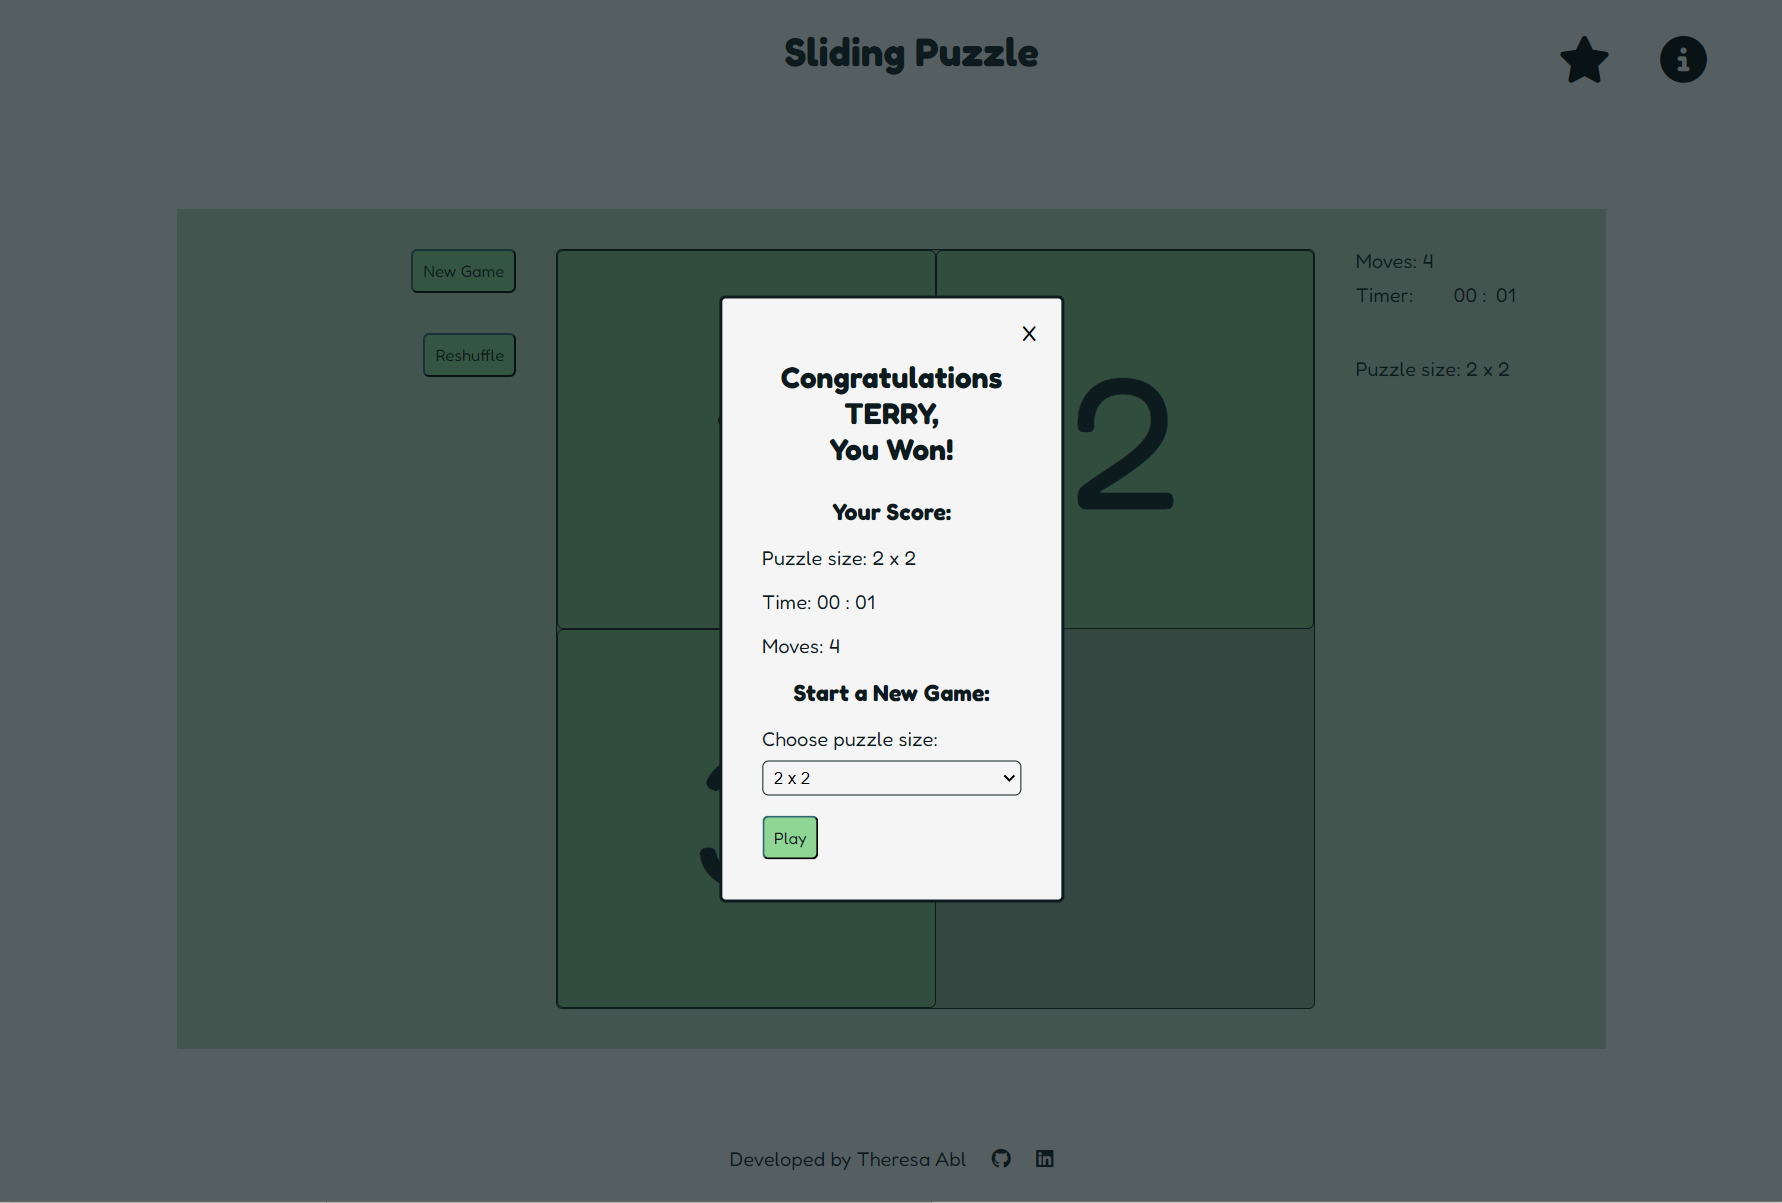 Sliding Puzzle
New Game
Reshuffle
2
Moves: 4
Timer: 00 : 01
Puzzle size: 2 x 2
X
Congratulations
TERRY,
You Won!
Your Score:
Puzzle size: 2 x 2
Time: 00 : 01
Moves: 4
Start a New Game:
Choose puzzle size:
2 x 2
Play
Developed by Theresa Abl